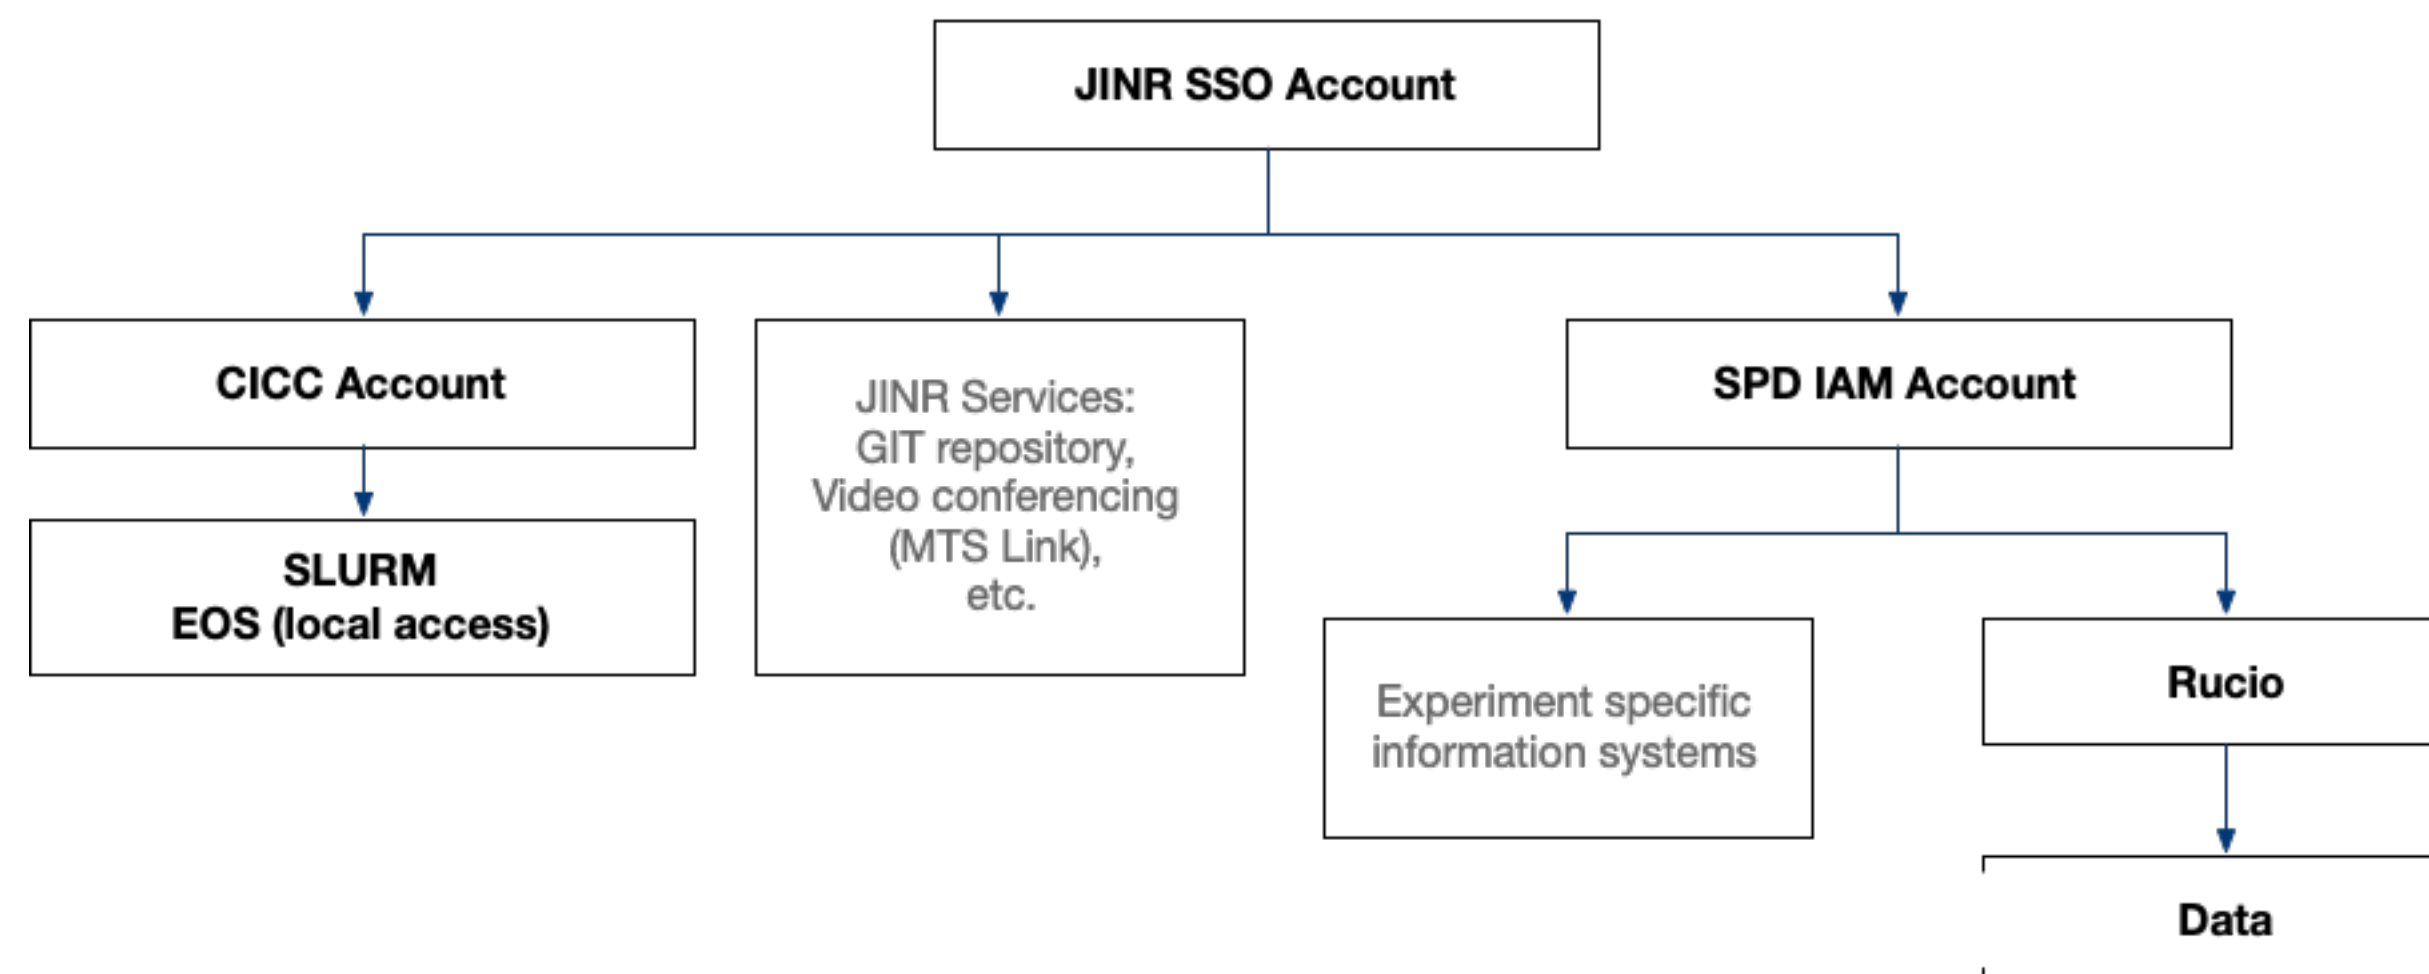 JINR SSO Account
CICC Account
SLURM
EOS (local access)
JINR Services:
GIT repository,
Video conferencing
(MTS Link),
etc.
SPD IAM Account
Experiment specific
information systems
Rucio
Data